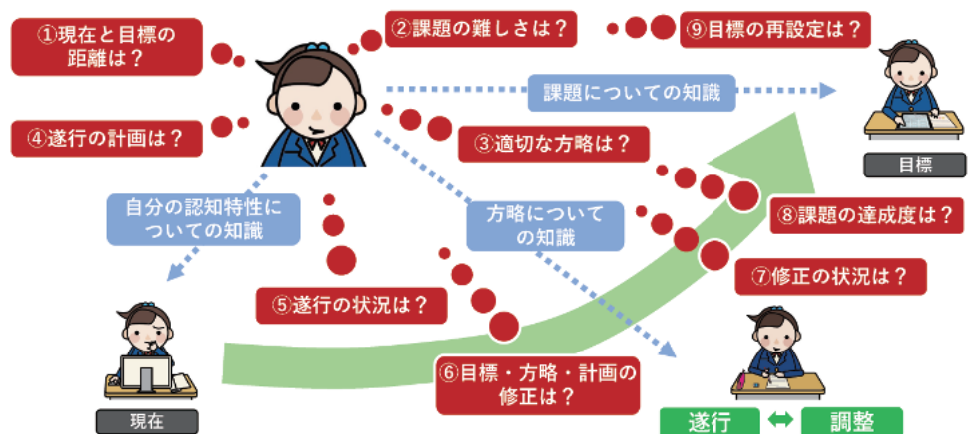 ①現在と目標の
距離は？
②課題の難しさは？
⑨目標の再設定は？
課題についての知識
④遂行の計画は？
③適切な方略は？
目標
自分の認知特性に
ついての知識
方略について
の知識
⑧課題の達成度は？
⑦修正の状況は？
⑤遂行の状況は？
⑥目標・方略・計画の
修正は？
現在
遂行
調整